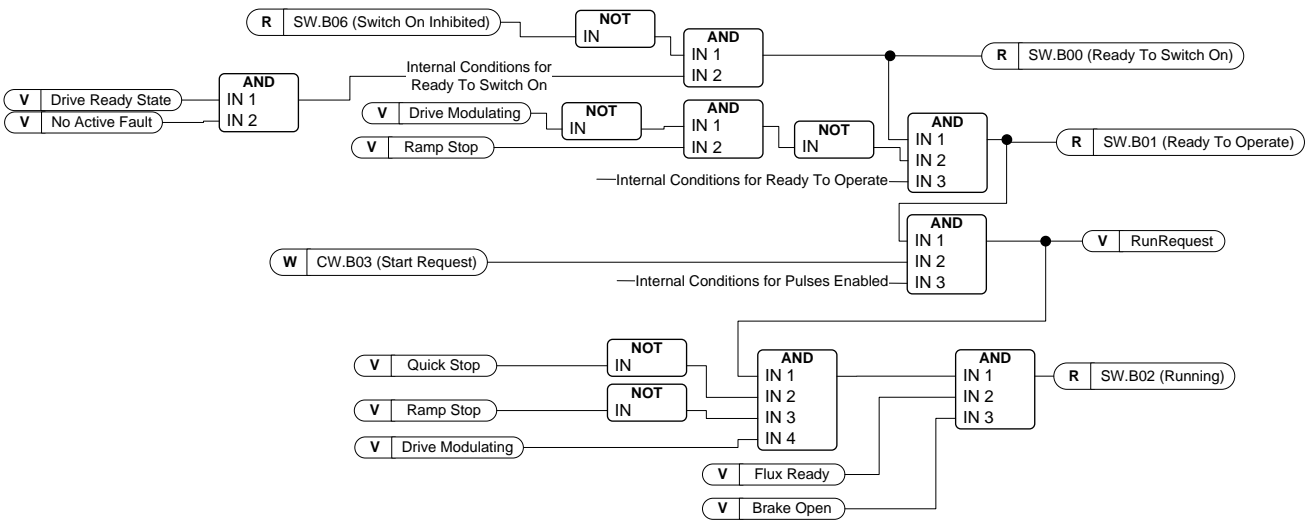 R SW.B06 (Switch On Inhibited)
NOT
IN
AND
IN 1
IN 2
R SW.B00 (Ready To Switch On)
Internal Conditions for
Ready To Switch On
AND
IN 1
IN 2
V Drive Ready State
V No Active Fault
V Drive Modulating
NOT
IN
AND
IN 1
IN 2
V Ramp Stop
NOT
IN
AND
IN 1
IN 2
IN 3
R SW.B01 (Ready To Operate)
Internal Conditions for Ready To Operate
AND
IN 1
IN 2
IN 3
V RunRequest
W CW.B03 (Start Request)
Internal Conditions for Pulses Enabled
V Quick Stop
NOT
IN
V Ramp Stop
NOT
IN
V Drive Modulating
AND
IN 1
IN 2
IN 3
IN 4
AND
IN 1
IN 2
IN 3
R SW.B02 (Running)
V Flux Ready
V Brake Open